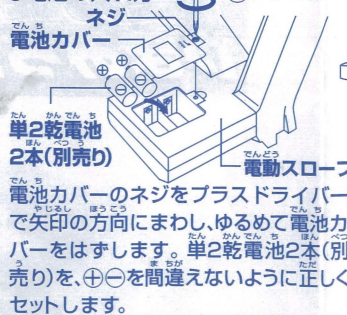 ネジ
電池カバー
単2乾電池
2本(別売り)
電動スロープ
電池カバーのネジをプラスドライバー
で矢印の方向にまわし、ゆるめて電池カ
バーをはずします。単2乾電池2本(別
売り)を、⊕⊖を間違えないように正しく
セットします。